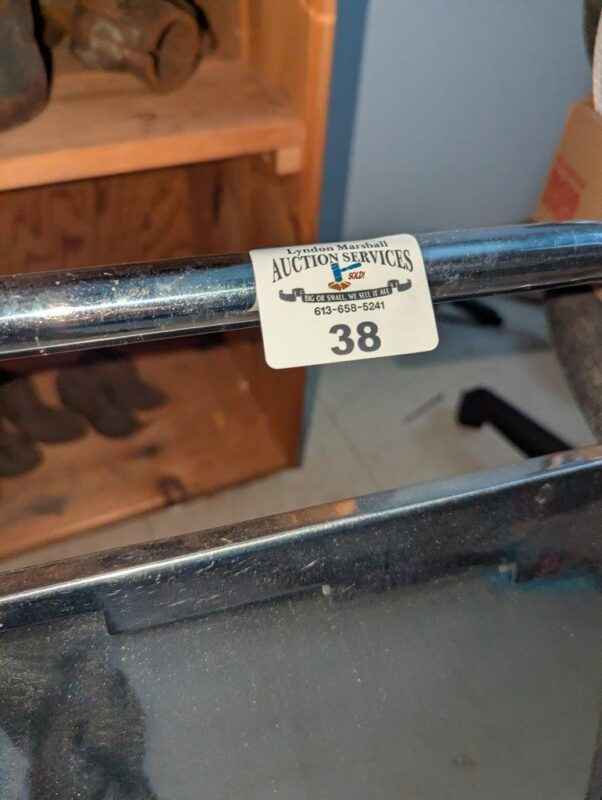 Lyndon Marshall
AUCTION SERVICES
SOLD!
BIG OR SMALL, WE SELL IT ALL
613-658-5241
38